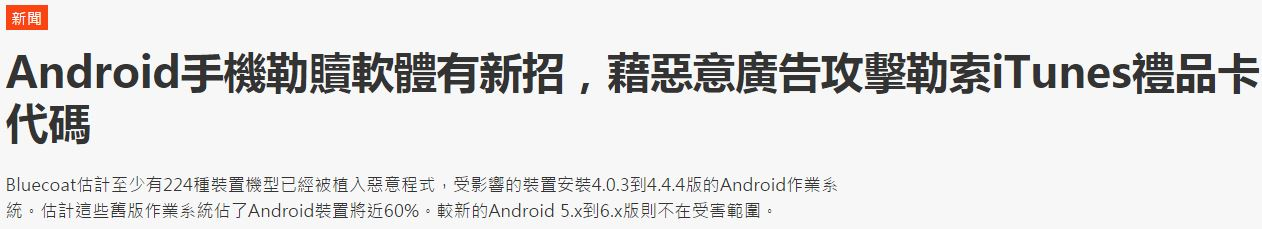 新聞
Android手機勒贖軟體有新招，藉惡意廣告攻擊勒索iTunes禮品卡
代碼
Bluecoat估計至少有224種裝置機型已經被植入惡意程式，受影響的裝置安裝4.0.3到4.4.4版的Android作業系
統。估計這些舊版作業系統佔了Android裝置將近60%。較新的Android 5.x到6.x版則不在受害範圍。